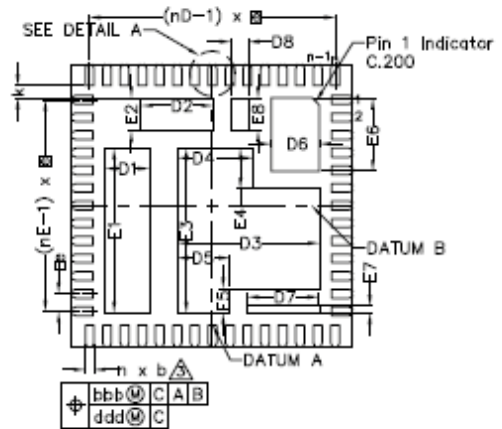 (nD-1) x
SEE DETAIL A
D8
n-1
Pin 1 Indicator
C.200
k
E2
D2
E8
1
2
D6
E6
D1
D4
(nE-1) x
E1
E3
E4
D3
D5
DATUM B
E5
D7
E7
n x b 3
DATUM A
bbb Ⓜ C A B
ddd Ⓜ C